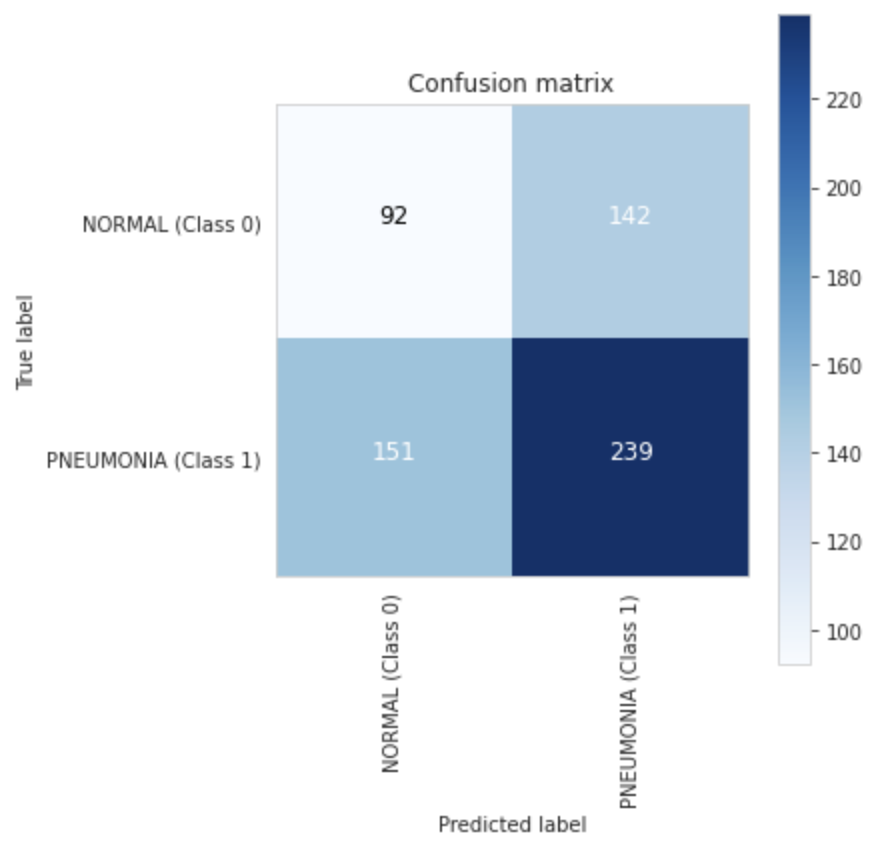 Confusion matrix
220
200
180
160
140
120
100
True label
NORMAL (Class 0)
92
142
PNEUMONIA (Class 1)
151
239
NORMAL (Class 0)
PNEUMONIA (Class 1)
Predicted label